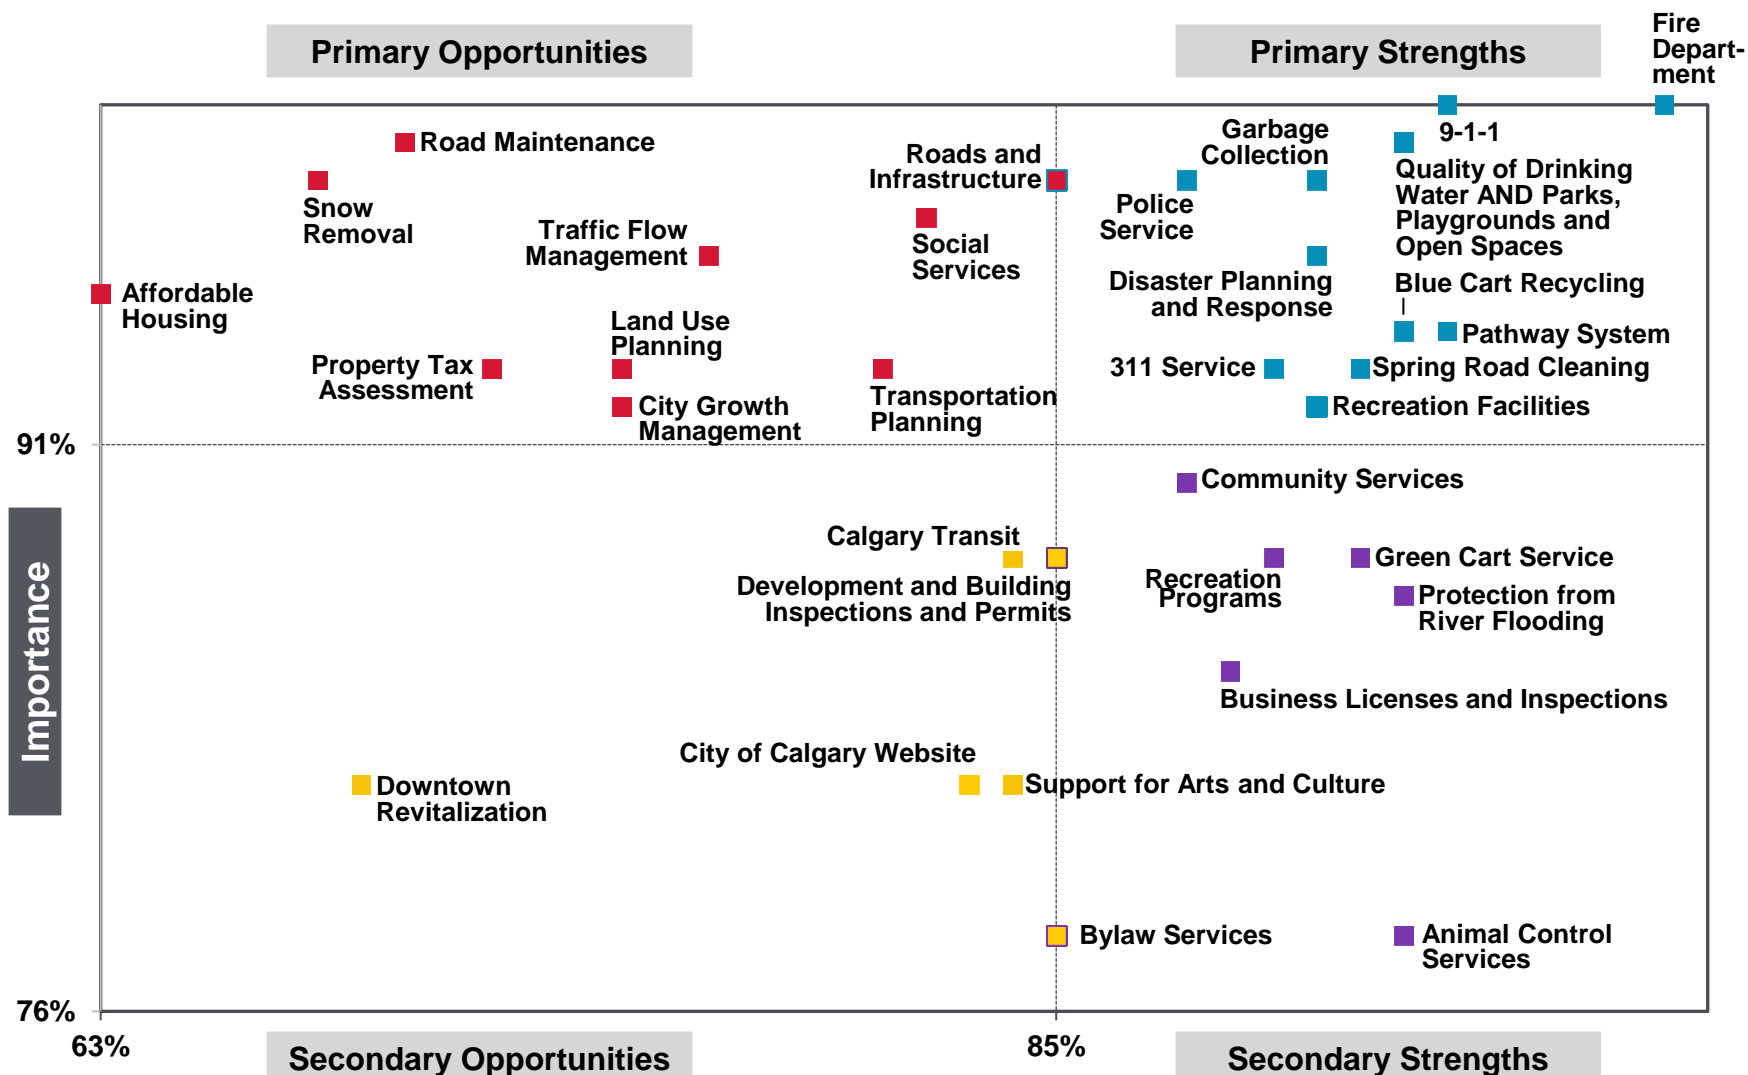 Primary Opportunities
Primary Strengths
Fire
Depart-
ment
Road Maintenance
Snow
Removal
Traffic Flow
Management
Roads and
Infrastructure
Social
Services
Garbage
Collection
Police
Service
9-1-1
Quality of Drinking
Water AND Parks,
Playgrounds and
Open Spaces
Disaster Planning
and Response
Blue Cart Recycling
Pathway System
Affordable
Housing
Land Use
Planning
Property Tax
Assessment
City Growth
Management
Transportation
Planning
311 Service
Spring Road Cleaning
Recreation Facilities
91%
Community Services
Calgary Transit
Development and Building
Inspections and Permits
Recreation
Programs
Green Cart Service
Protection from
River Flooding
Business Licenses and Inspections
Importance
City of Calgary Website
Downtown
Revitalization
Support for Arts and Culture
Bylaw Services
Animal Control
Services
76%
63%
85%
Secondary Opportunities
Secondary Strengths